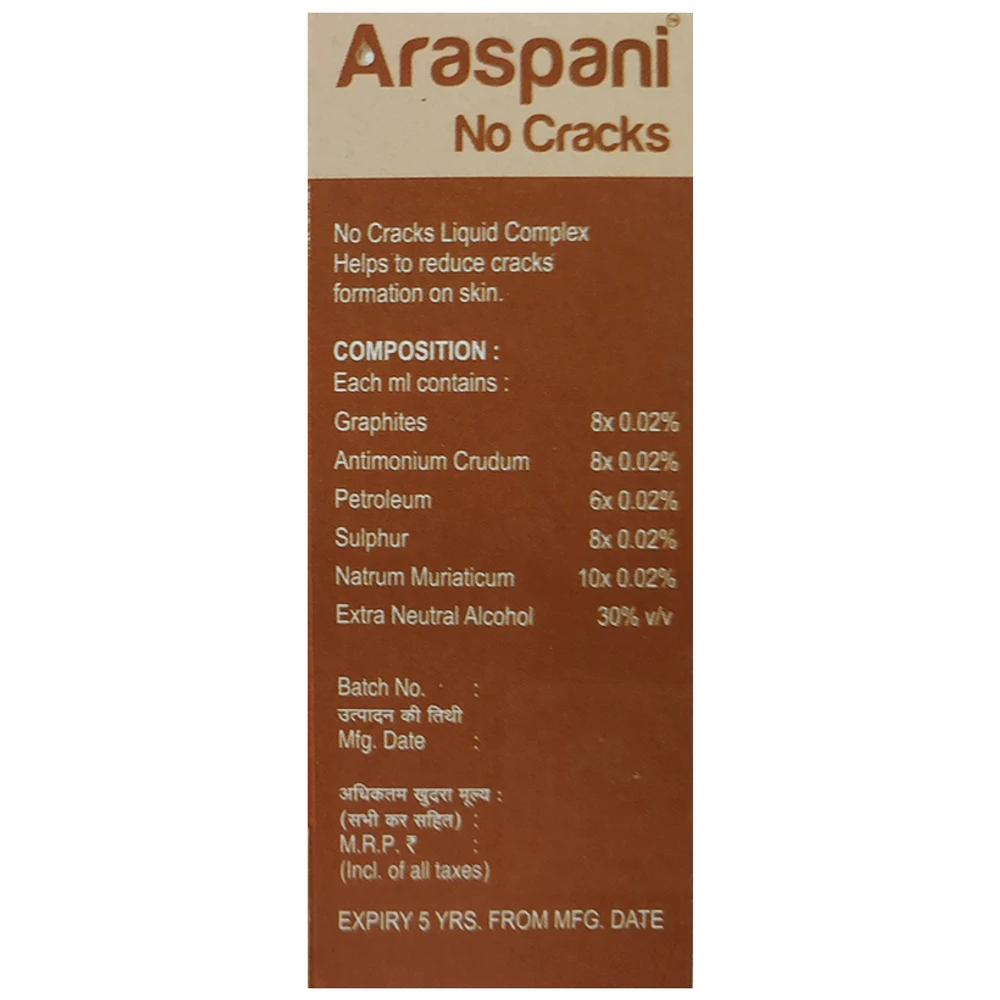 Araspani
No Cracks
No Cracks Liquid Complex
Helps to reduce cracks
formation on skin.
COMPOSITION :
Each ml contains :
Graphites 8x 0.02%
Antimonium Crudum 8x 0.02%
Petroleum 6x 0.02%
Sulphur 8x 0.02%
Natrum Muriaticum 10x 0.02%
Extra Neutral Alcohol 30% v/v
Batch No. :
उत्पादन की तिथी
Mfg. Date :
अधिकतम खुदरा मूल्य :
(सभी कर सहित) :
M.R.P. ₹ :
(Incl. of all taxes)
EXPIRY 5 YRS. FROM MFG. DATE